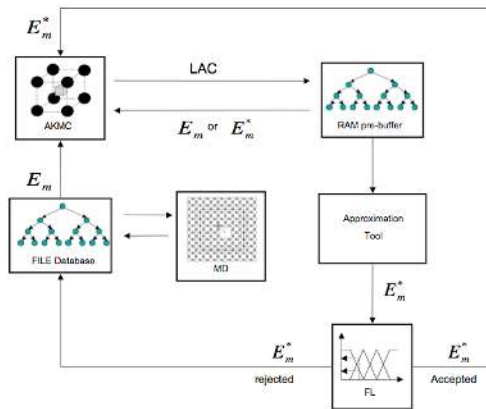 E*m
LAC
AKMC
Em or E*m
RAM pre-buffer
Em
Approximation
Tool
FILE Database
MD
E*m
E*m
E*m
rejected
FL
Accepted